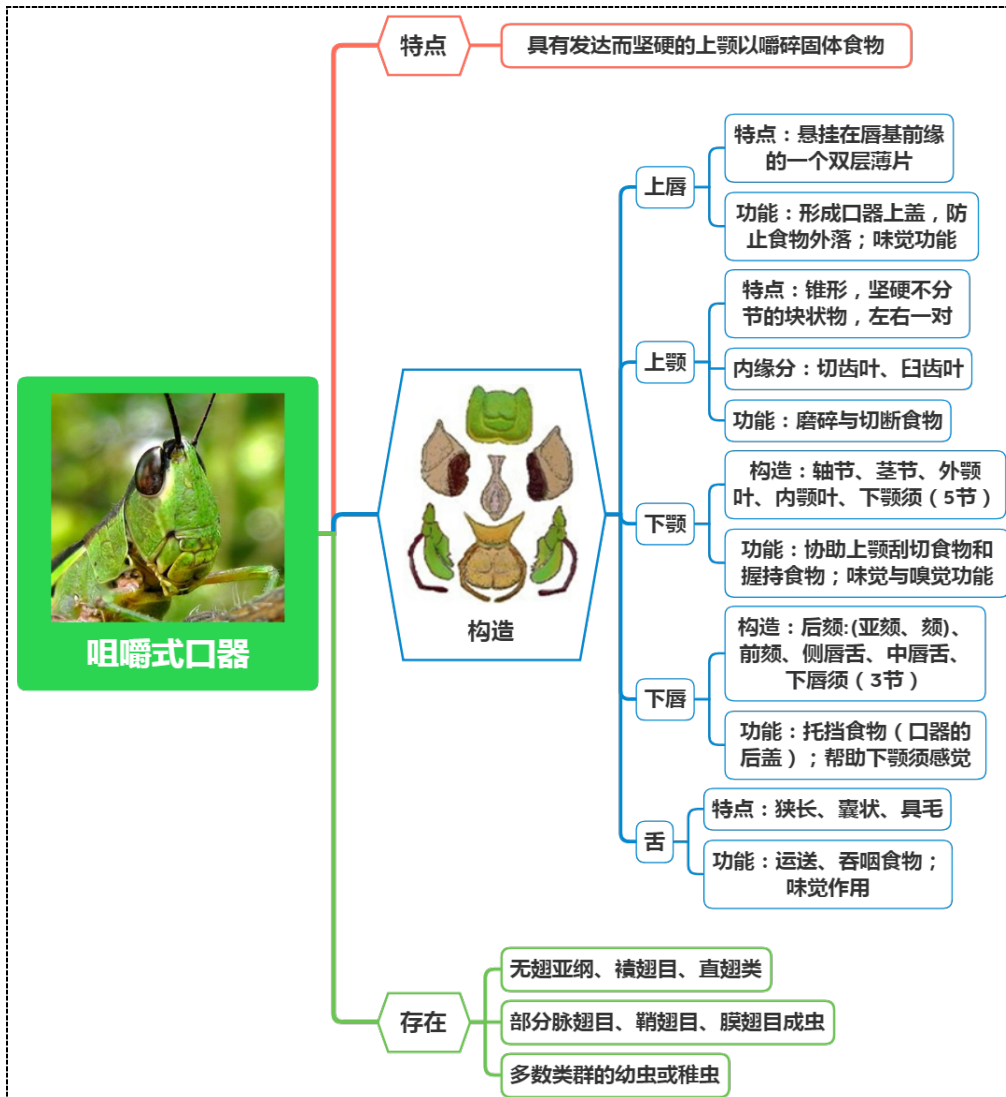 咀嚼式口器
特点
具有发达而坚硬的上颚以嚼碎固体食物
构造
上唇
特点：悬挂在唇基前缘
的一个双层薄片
功能：形成口器上盖，防
止食物外落；味觉功能
上颚
特点：锥形，坚硬不分
节的块状物，左右一对
内缘分：切齿叶、臼齿叶
功能：磨碎与切断食物
下颚
构造：轴节、茎节、外颚
叶、内颚叶、下颚须（5节）
功能：协助上颚刮切食物和
握持食物；味觉与嗅觉功能
下唇
构造：后颏:(亚颏、颏)、
前颏、侧唇舌、中唇舌、
下唇须（3节）
功能：托挡食物（口器的
后盖）；帮助下颚须感觉
舌
特点：狭长、囊状、具毛
功能：运送、吞咽食物；
味觉作用
存在
无翅亚纲、襀翅目、直翅类
部分脉翅目、鞘翅目、膜翅目成虫
多数类群的幼虫或稚虫